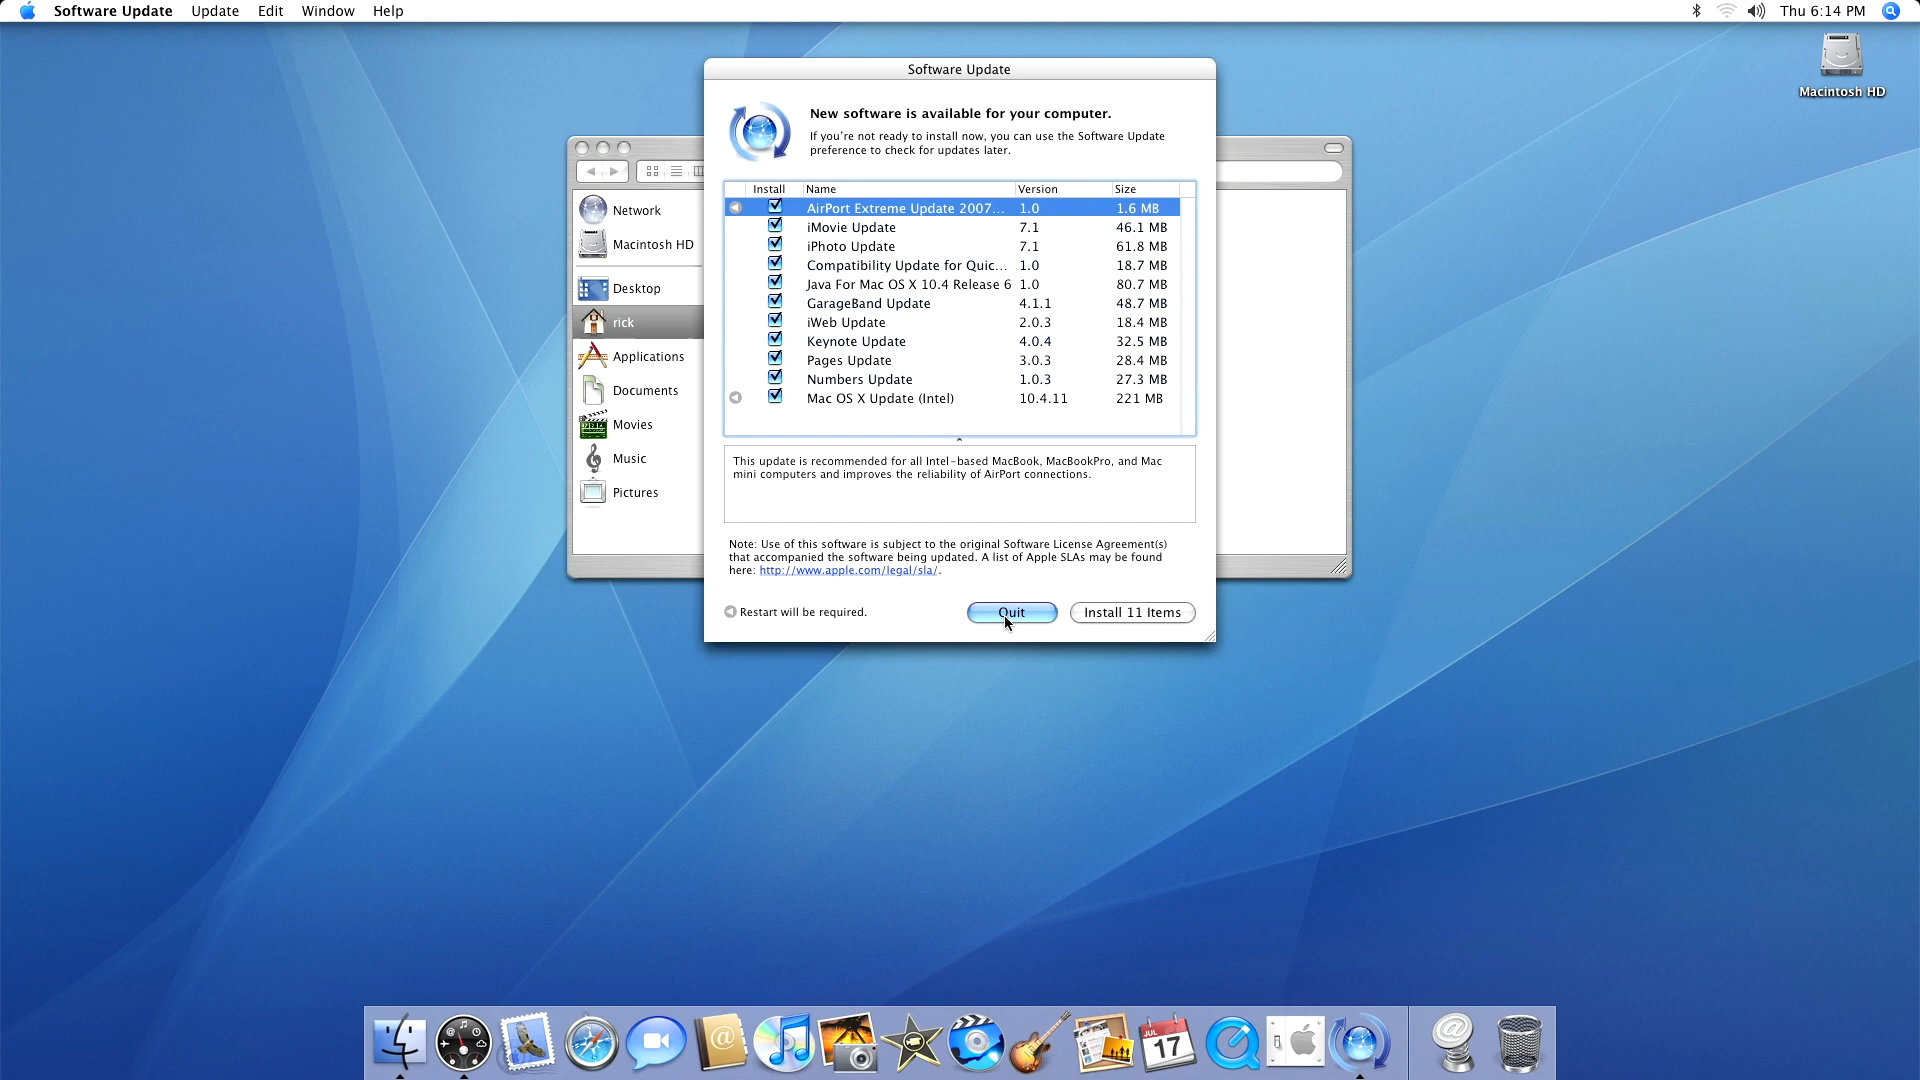 Software Update Update Edit Window Help Thu 6:14 PM
Macintosh HD
Software Update
New software is available for your computer.
If you're not ready to install now, you can use the Software Update
preference to check for updates later.
Install Name Version Size
AirPort Extreme Update 2007... 1.0 1.6 MB
iMovie Update 7.1 46.1 MB
iPhoto Update 7.1 61.8 MB
Compatibility Update for Quic... 1.0 18.7 MB
Java For Mac OS X 10.4 Release 6 1.0 80.7 MB
GarageBand Update 4.1.1 48.7 MB
iWeb Update 2.0.3 18.4 MB
Keynote Update 4.0.4 32.5 MB
Pages Update 3.0.3 28.4 MB
Numbers Update 1.0.3 27.3 MB
Mac OS X Update (Intel) 10.4.11 221 MB
This update is recommended for all Intel-based MacBook, MacBookPro, and Mac
mini computers and improves the reliability of AirPort connections.
Note: Use of this software is subject to the original Software License Agreement(s)
that accompanied the software being updated. A list of Apple SLAs may be found
here: http://www.apple.com/legal/sla/.
Restart will be required. Quit Install 11 Items
Network
Macintosh HD
Desktop
rick
Applications
Documents
Movies
Music
Pictures
JUL
17